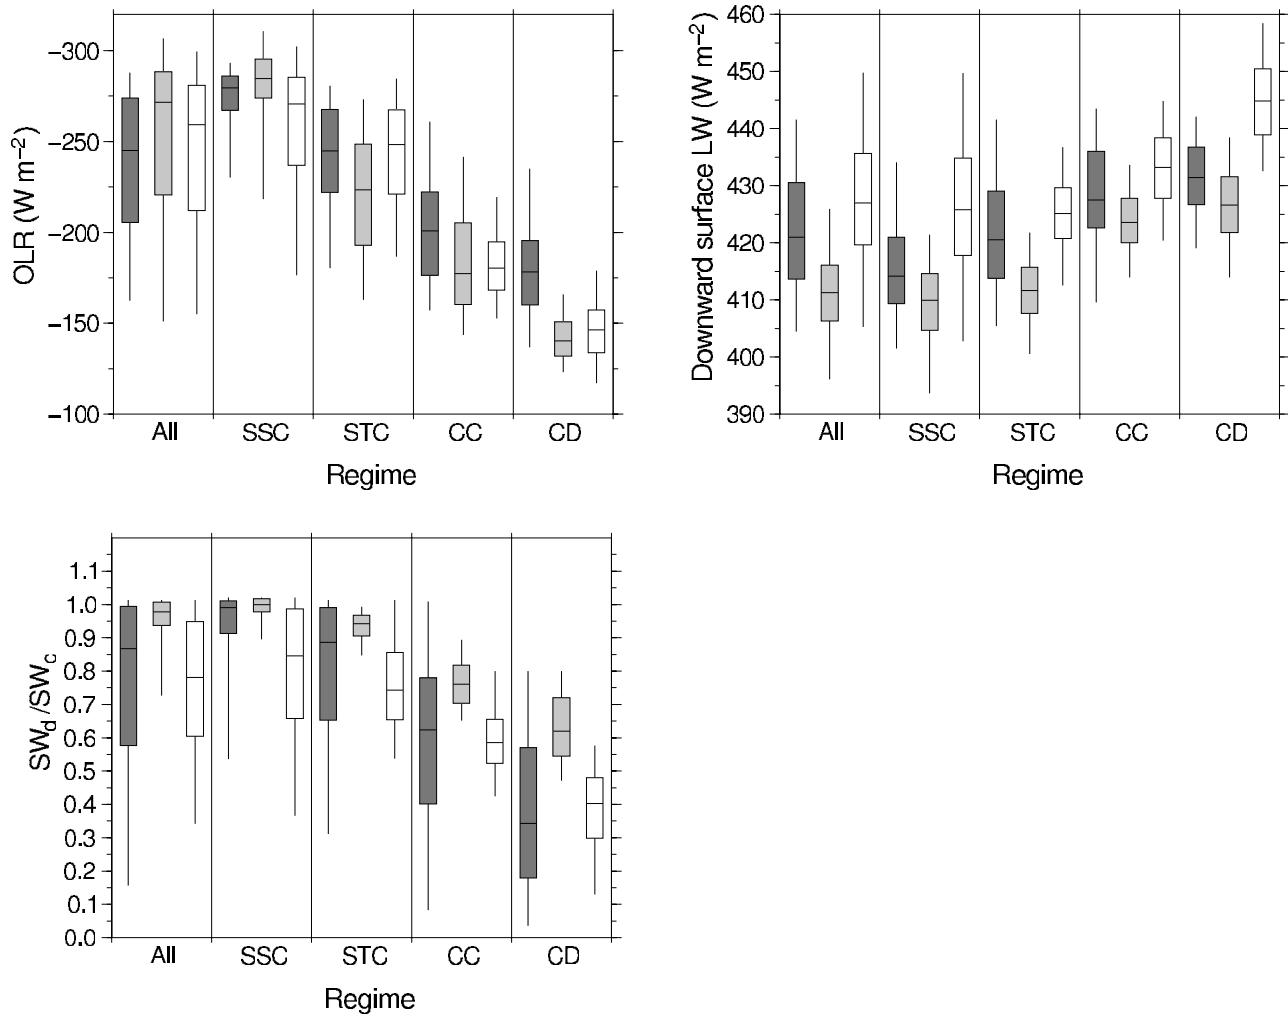 OLR (W m−2)
−300
−250
−200
−150
−100
All SSC STC CC CD
Regime
Downward surface LW (W m−2)
460
450
440
430
420
410
400
390
All SSC STC CC CD
Regime
SWd /SWc
1.1
1.0
0.9
0.8
0.7
0.6
0.5
0.4
0.3
0.2
0.1
0.0
All SSC STC CC CD
Regime